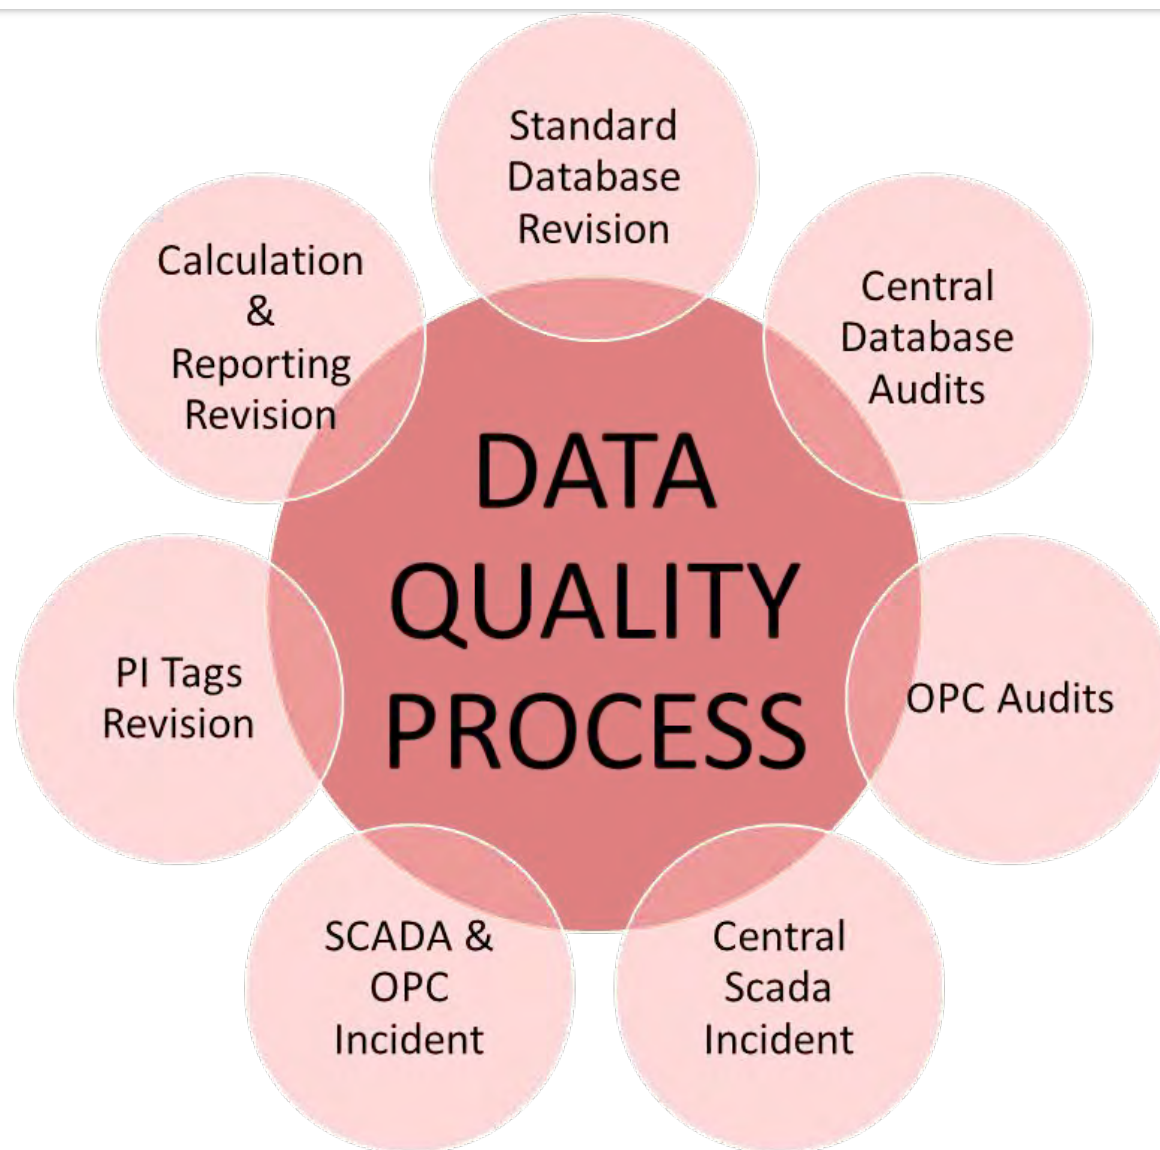 Standard
Database
Revision
Central
Database
Audits
OPC Audits
Central
Scada
Incident
SCADA &
OPC
Incident
PI Tags
Revision
Calculation
&
Reporting
Revision
DATA
QUALITY
PROCESS